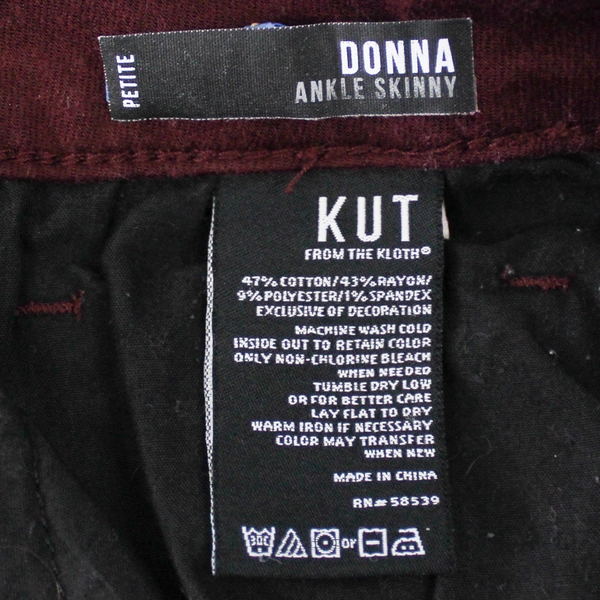 PETITE
DONNA
ANKLE SKINNY
KUT
FROM THE KLOTH®
47% COTTON/43% RAYON/
9% POLYESTER/1% SPANDEX
EXCLUSIVE OF DECORATION
MACHINE WASH COLD
INSIDE OUT TO RETAIN COLOR
ONLY NON-CHLORINE BLEACH
WHEN NEEDED
TUMBLE DRY LOW
OR FOR BETTER CARE
LAY FLAT TO DRY
WARM IRON IF NECESSARY
COLOR MAY TRANSFER
WHEN NEW
MADE IN CHINA
RN# 58539
30C or